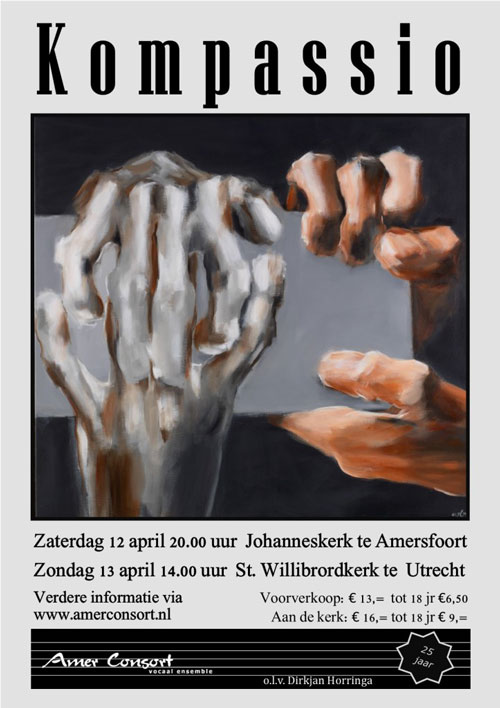 Kompassio
Zaterdag 12 april 20.00 uur Johanneskerk te Amersfoort
Zondag 13 april 14.00 uur St. Willibrordkerk te Utrecht
Verdere informatie via
www.amerconsort.nl
Voorverkoop: € 13,= tot 18 jr €6,50
Aan de kerk: € 16,= tot 18 jr € 9,=
Amer Consort
vocaal ensemble
o.l.v. Dirkjan Horringa
25
jaar